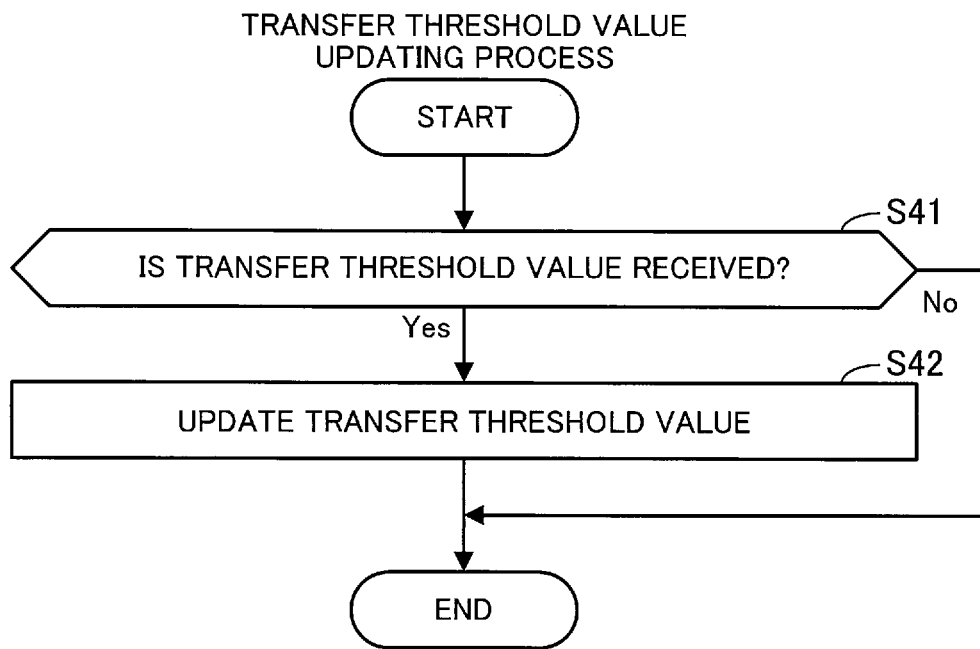 TRANSFER THRESHOLD VALUE
UPDATING PROCESS
START
S41
IS TRANSFER THRESHOLD VALUE RECEIVED?
No
Yes
S42
UPDATE TRANSFER THRESHOLD VALUE
END